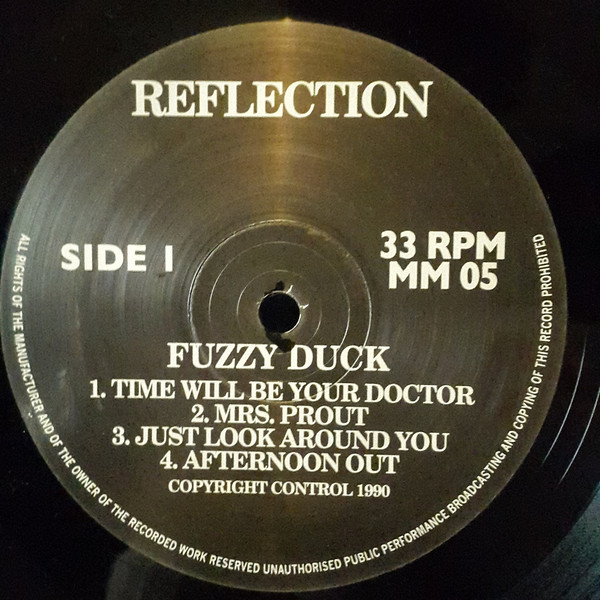 REFLECTION
SIDE 1
33 RPM
MM 05
FUZZY DUCK
1. TIME WILL BE YOUR DOCTOR
2. MRS. PROUT
3. JUST LOOK AROUND YOU
4. AFTERNOON OUT
COPYRIGHT CONTROL 1990
ALL RIGHTS OF THE MANUFACTURER AND OF THE OWNER OF THE RECORDED WORK RESERVED UNAUTHORISED PUBLIC PERFORMANCE BROADCASTING AND COPYING OF THIS RECORD PROHIBITED